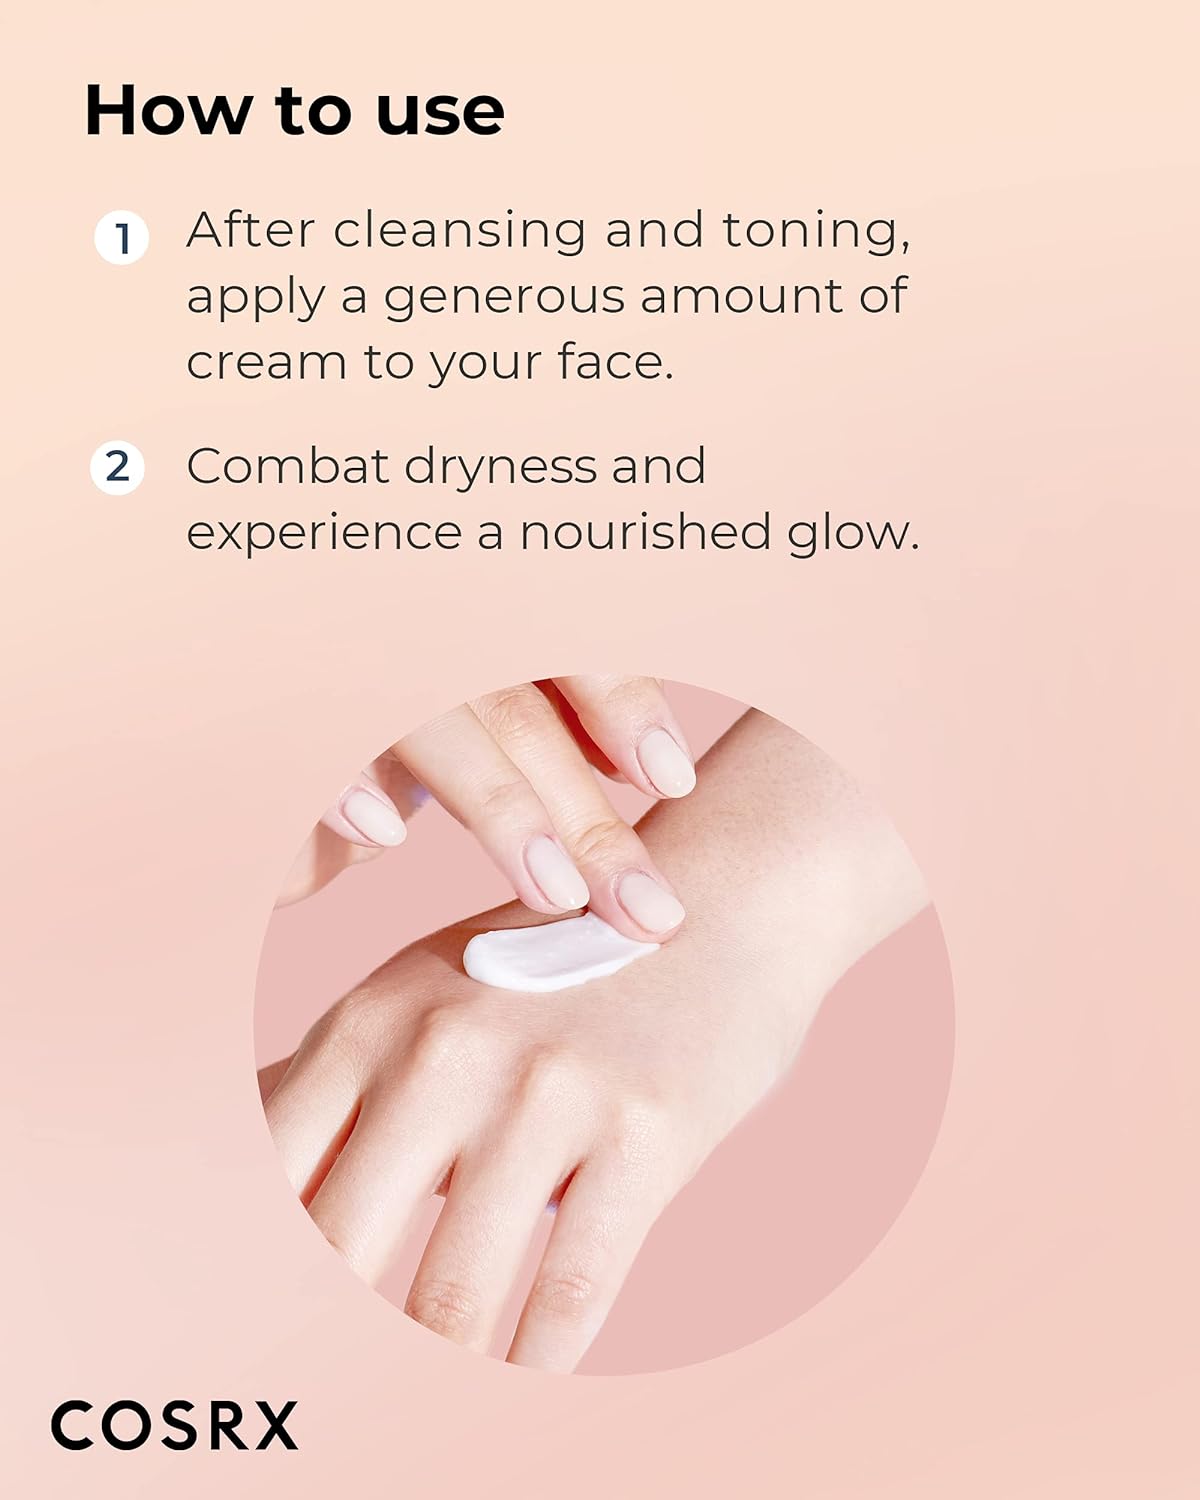 How to use
1
After cleansing and toning,
apply a generous amount of
cream to your face.
2
Combat dryness and
experience a nourished glow.
COSRX